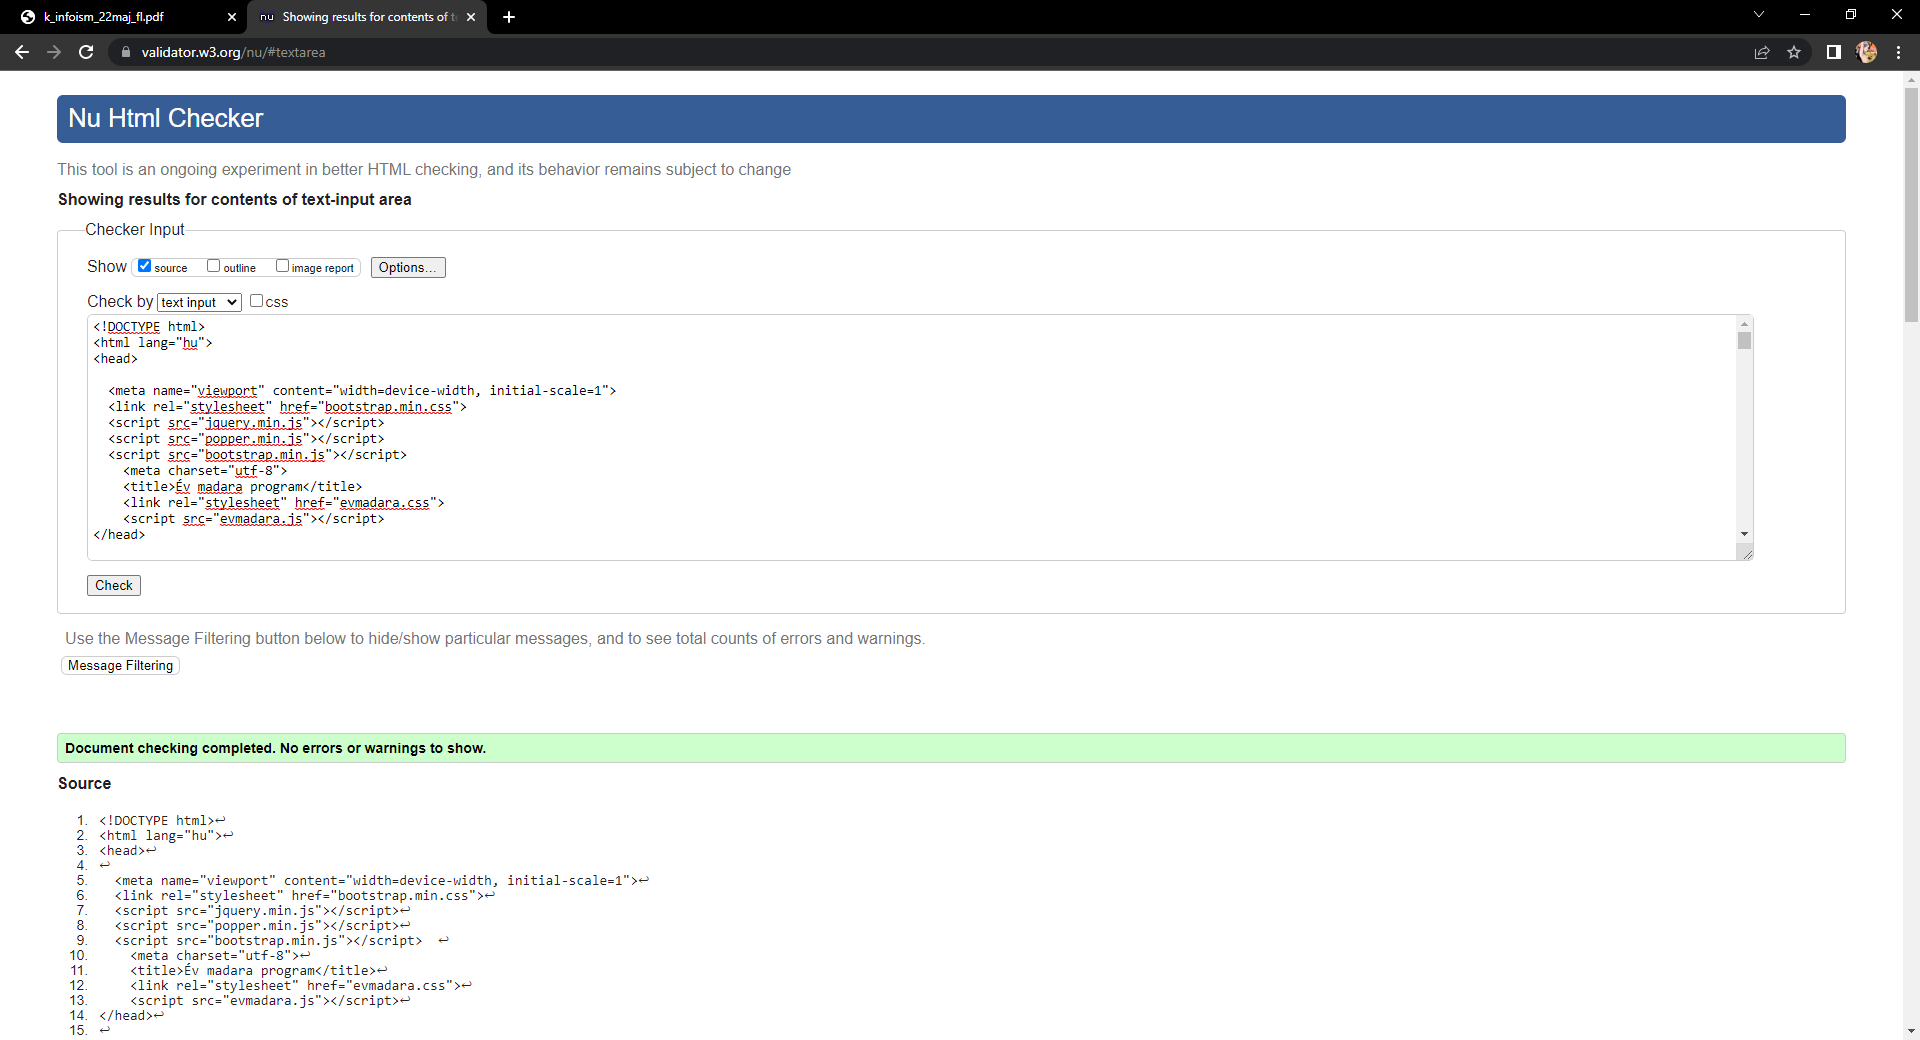 k_infoism_22maj_fl.pdf
nu Showing results for contents of t
validator.w3.org/nu/#textarea
Nu Html Checker
This tool is an ongoing experiment in better HTML checking, and its behavior remains subject to change
Showing results for contents of text-input area
Checker Input
Show source outline image report Options...
Check by text input css
<!DOCTYPE html>
<html lang="hu">
<head>
<meta name="viewport" content="width=device-width, initial-scale=1">
<link rel="stylesheet" href="bootstrap.min.css">
<script src="jquery.min.js"></script>
<script src="popper.min.js"></script>
<script src="bootstrap.min.js"></script>
<meta charset="utf-8">
<title>Év madara program</title>
<link rel="stylesheet" href="evmadara.css">
<script src="evmadara.js"></script>
</head>
Check
Use the Message Filtering button below to hide/show particular messages, and to see total counts of errors and warnings.
Message Filtering
Document checking completed. No errors or warnings to show.
Source
1. <!DOCTYPE html>↩
2. <html lang="hu">↩
3. <head>↩
4. ↩
5. <meta name="viewport" content="width=device-width, initial-scale=1">↩
6. <link rel="stylesheet" href="bootstrap.min.css">↩
7. <script src="jquery.min.js"></script>↩
8. <script src="popper.min.js"></script>↩
9. <script src="bootstrap.min.js"></script> ↩
10. <meta charset="utf-8">↩
11. <title>Év madara program</title>↩
12. <link rel="stylesheet" href="evmadara.css">↩
13. <script src="evmadara.js"></script>↩
14. </head>↩
15. ↩